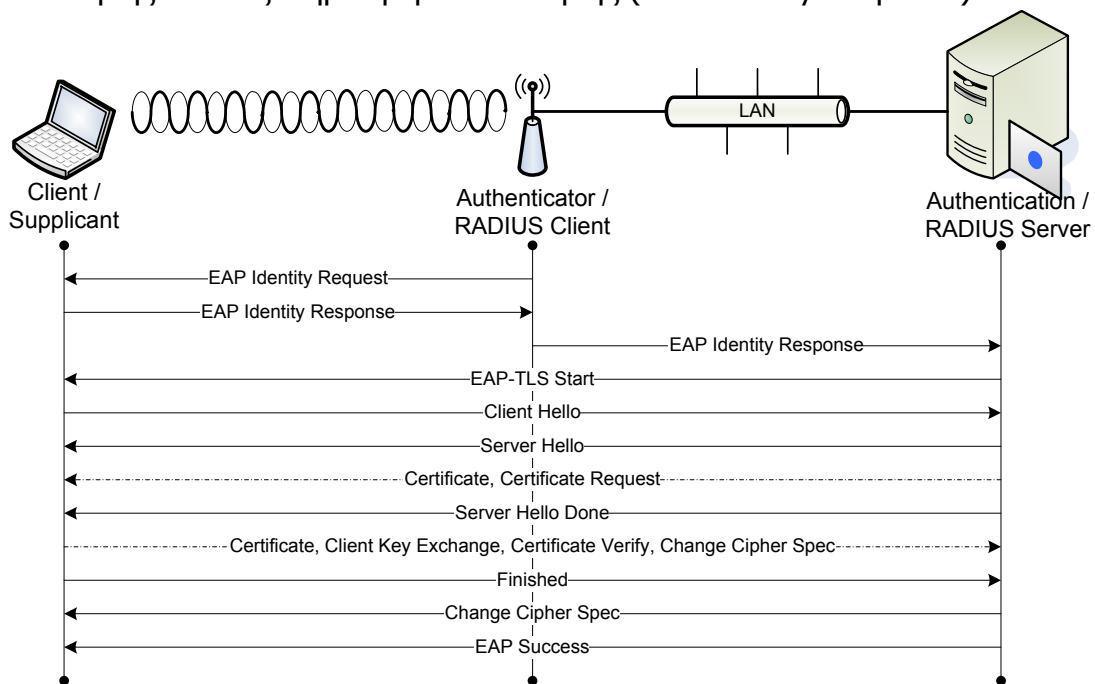 LAN
Client /
Supplicant
Authenticator /
RADIUS Client
Authentication /
RADIUS Server
EAP Identity Request
EAP Identity Response
EAP Identity Response
EAP-TLS Start
Client Hello
Server Hello
Certificate, Certificate Request
Server Hello Done
Certificate, Client Key Exchange, Certificate Verify, Change Cipher Spec
Finished
Change Cipher Spec
EAP Success